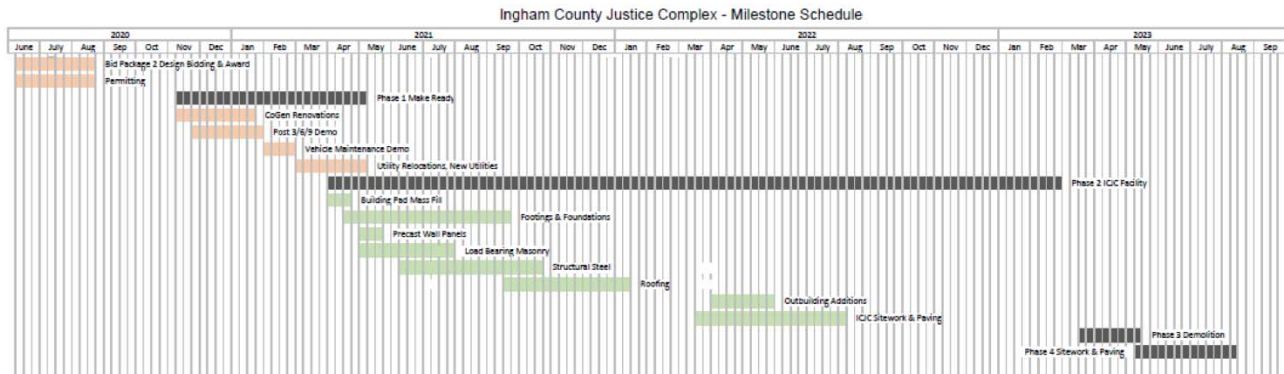 Ingham County Justice Complex - Milestone Schedule
2020 2021 2022 2023
June July Aug Sep Oct Nov Dec Jan Feb Mar Apr May June July Aug Sep Oct Nov Dec Jan Feb Mar Apr May June July Aug Sep Oct Nov Dec Jan Feb Mar Apr May June July Aug Sep
Bid Package 2 Design Bidding & Award
Permitting
Phase 1 Make Ready
CoGen Renovations
Post 3/6/9 Demo
Vehicle Maintenance Demo
Utility Relocations, New Utilities
Phase 2 ICJC Facility
Building Pad Mass Fill
Footings & Foundations
Precast Wall Panels
Load Bearing Masonry
Structural Steel
Roofing
Outbuilding Additions
ICJC Sitework & Paving
Phase 3 Demolition
Phase 4 Sitework & Paving